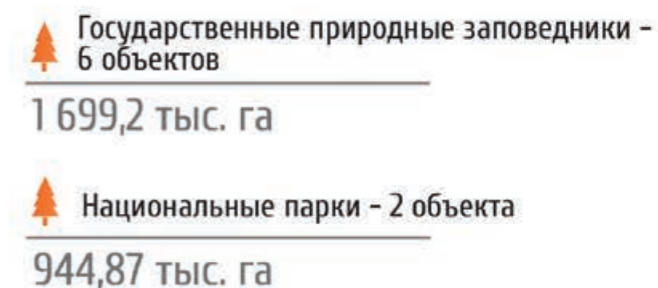 Государственные природные заповедники -
6 объектов
1 699,2 тыс. га
Национальные парки - 2 объекта
944,87 тыс. га